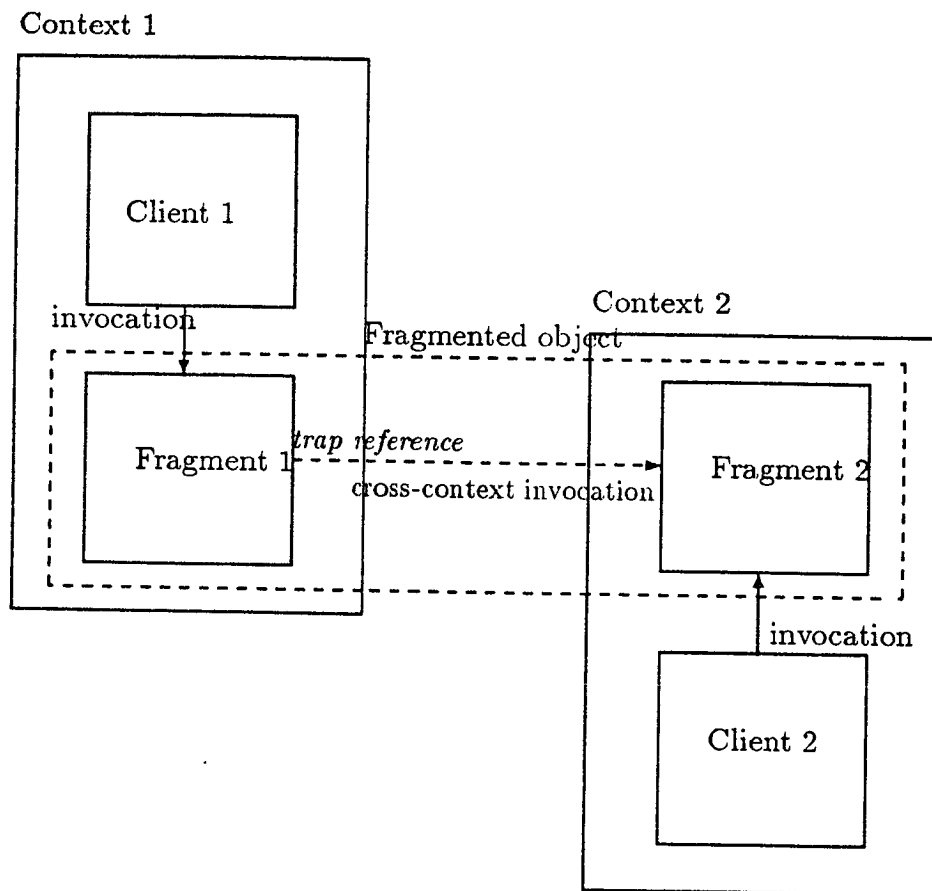 Context 1
Client 1
invocation
Context 2
Fragmented object
trap reference
Fragment 1
Fragment 2
cross-context invocation
invocation
Client 2